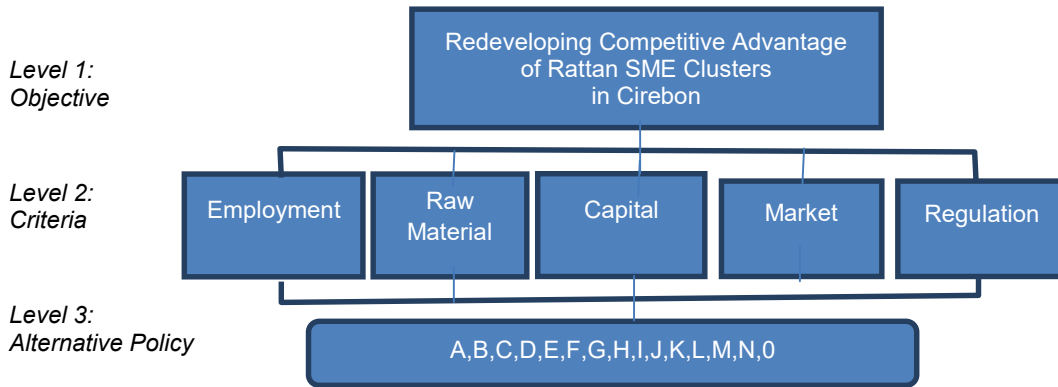 Level 1:
Objective
Redeveloping Competitive Advantage
of Rattan SME Clusters
in Cirebon
Level 2:
Criteria
Employment
Raw
Material
Capital
Market
Regulation
Level 3:
Alternative Policy
A,B,C,D,E,F,G,H,I,J,K,L,M,N,0